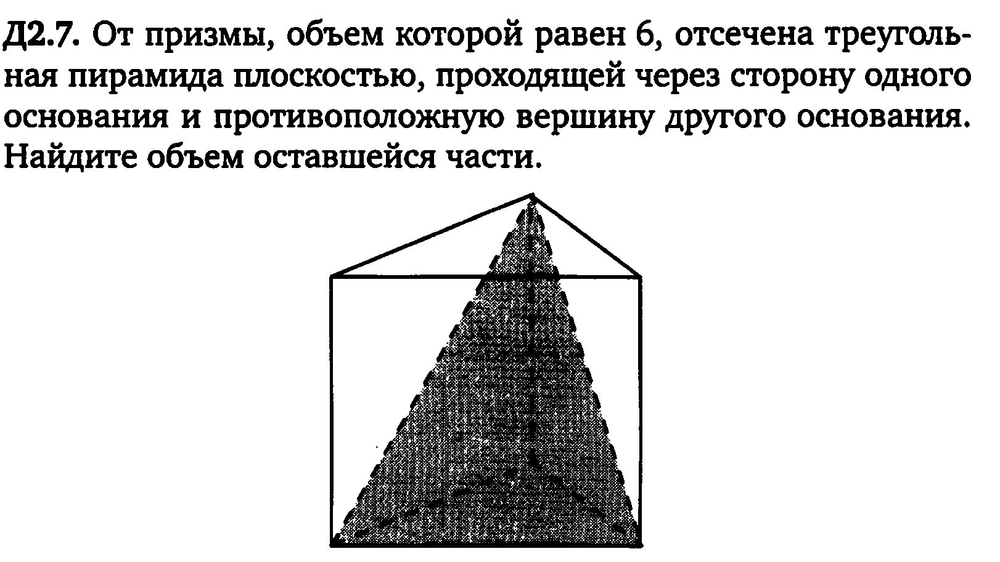 Д2.7. От призмы, объем которой равен 6, отсечена треуголь-
ная пирамида плоскостью, проходящей через сторону одного
основания и противоположную вершину другого основания.
Найдите объем оставшейся части.